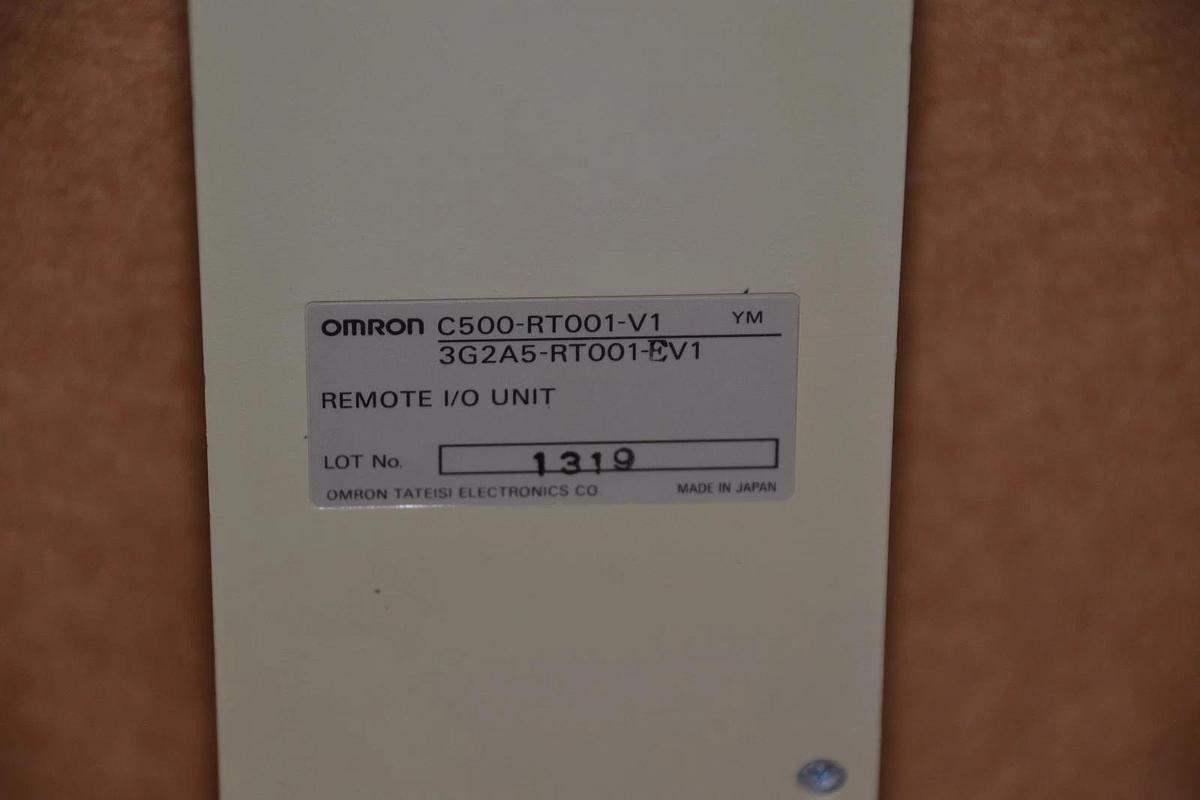 OMRON C500-RT001-V1 YM
3G2A5-RT001-EV1
REMOTE I/O UNIT
LOT No. 1319
OMRON TATEISI ELECTRONICS CO MADE IN JAPAN